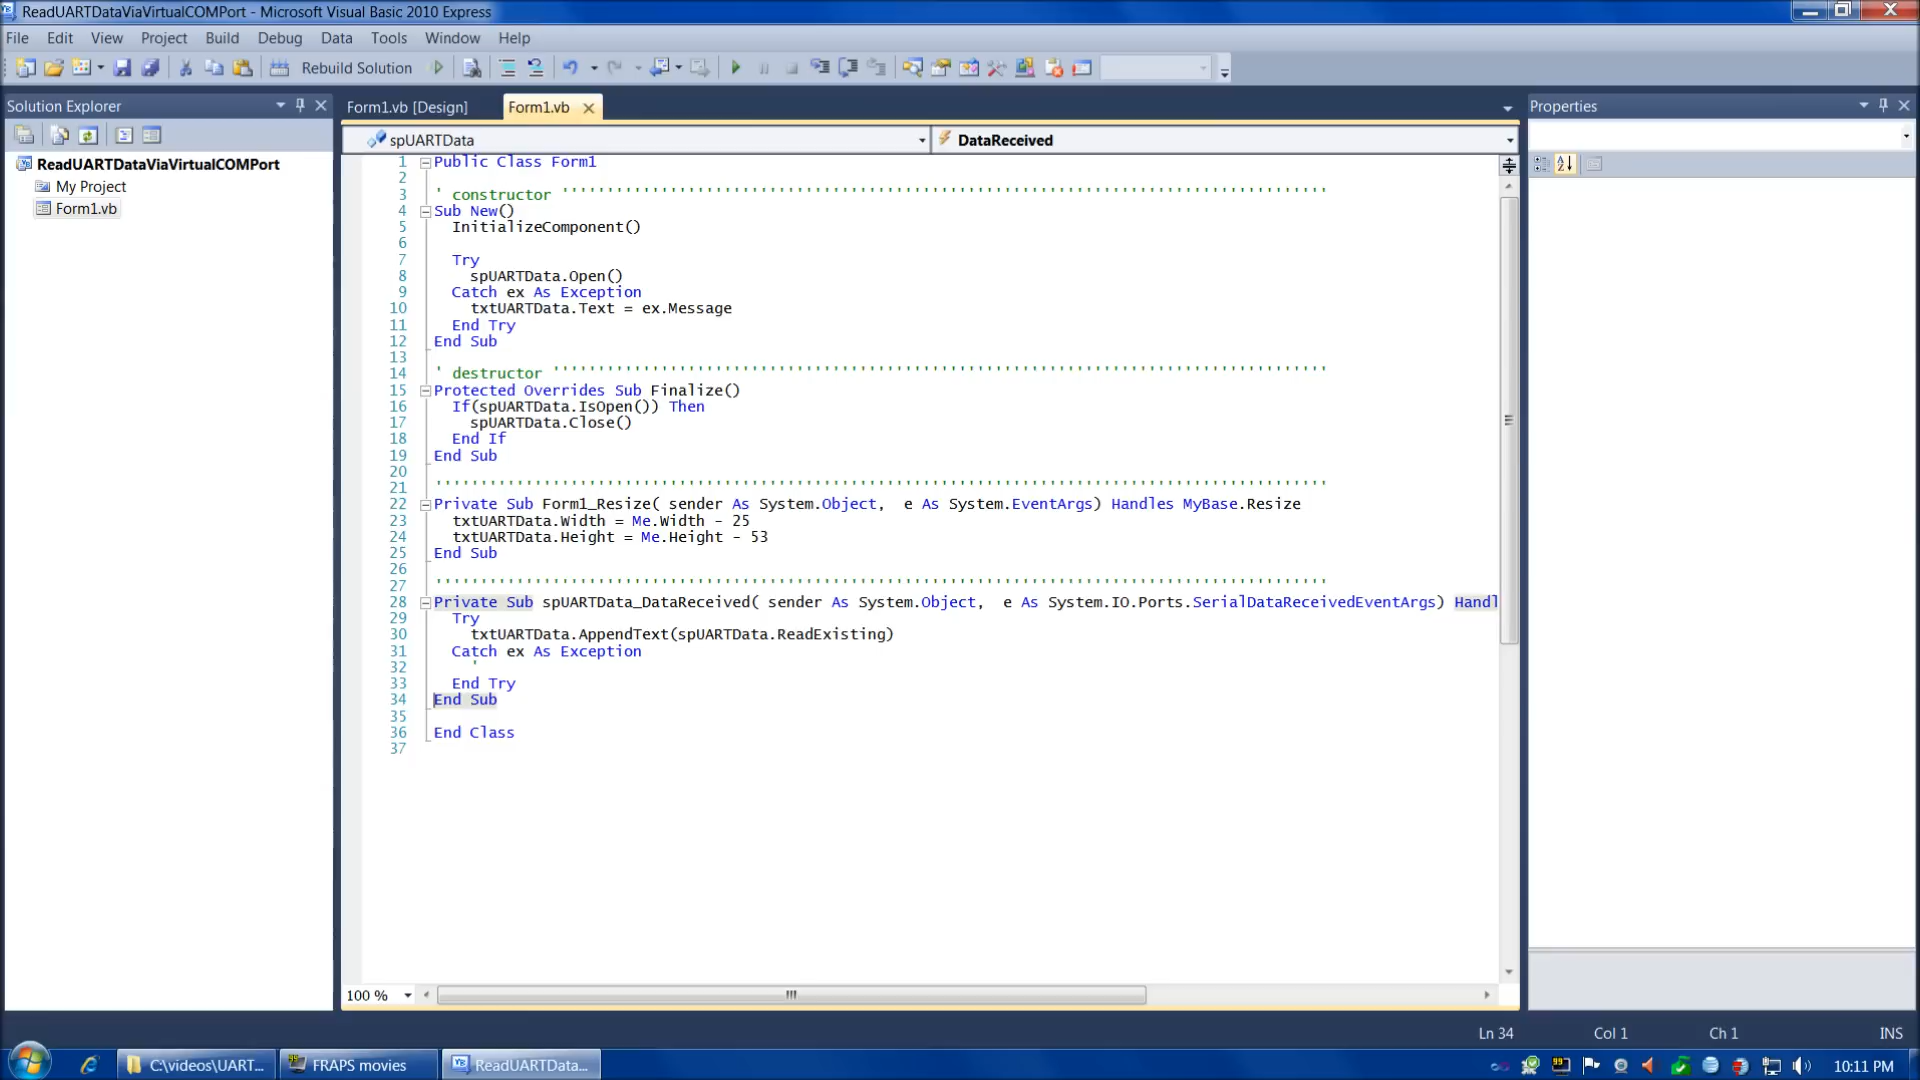 ReadUARTDataViaVirtualCOMPort - Microsoft Visual Basic 2010 Express
File Edit View Project Build Debug Data Tools Window Help
Rebuild Solution
Solution Explorer
ReadUARTDataViaVirtualCOMPort
My Project
Form1.vb
Form1.vb [Design] Form1.vb
spUARTData DataReceived
1 Public Class Form1
2
3 ' constructor '''''''''''''''''''''''''''''''''''''''''''''''''''''''''''''''''''''''''''''''''''''
4 Sub New()
5 InitializeComponent()
6
7 Try
8 spUARTData.Open()
9 Catch ex As Exception
10 txtUARTData.Text = ex.Message
11 End Try
12 End Sub
13
14 ' destructor ''''''''''''''''''''''''''''''''''''''''''''''''''''''''''''''''''''''''''''''''''''''
15 Protected Overrides Sub Finalize()
16 If(spUARTData.IsOpen()) Then
17 spUARTData.Close()
18 End If
19 End Sub
20
21 '''''''''''''''''''''''''''''''''''''''''''''''''''''''''''''''''''''''''''''''''''''''''''''''''''
22 Private Sub Form1_Resize( sender As System.Object,  e As System.EventArgs) Handles MyBase.Resize
23 txtUARTData.Width = Me.Width - 25
24 txtUARTData.Height = Me.Height - 53
25 End Sub
26
27 '''''''''''''''''''''''''''''''''''''''''''''''''''''''''''''''''''''''''''''''''''''''''''''''''''
28 Private Sub spUARTData_DataReceived( sender As System.Object,  e As System.IO.Ports.SerialDataReceivedEventArgs) Handl
29 Try
30 txtUARTData.AppendText(spUARTData.ReadExisting)
31 Catch ex As Exception
32 '
33 End Try
34 End Sub
35
36 End Class
37
100 %
Properties
Ln 34 Col 1 Ch 1 INS
C:\videos\UART... FRAPS movies ReadUARTData... 99 10:11 PM